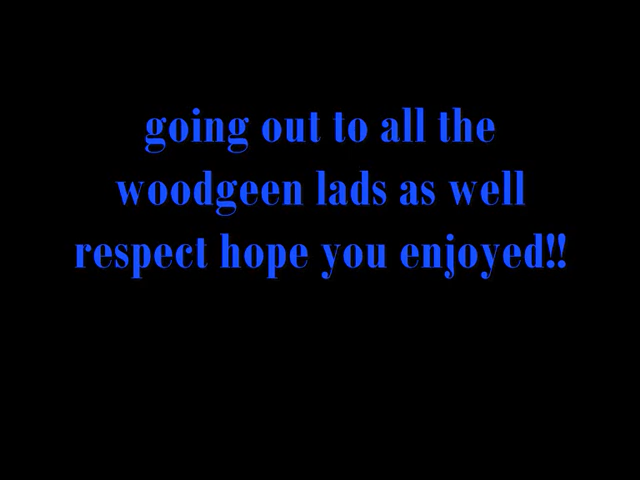 going out to all the
woodgeen lads as well
respect hope you enjoyed!!